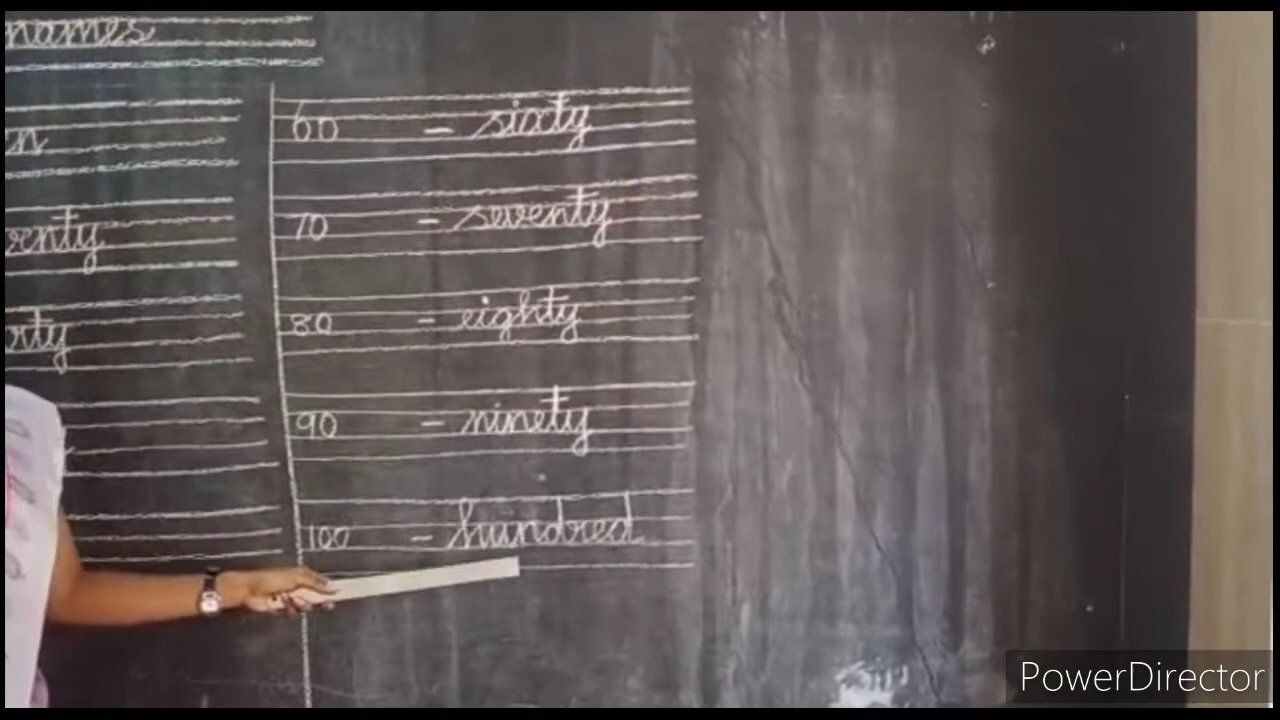 names
60 - sixty
70 - seventy
80 - eighty
90 - ninety
100 - hundred
PowerDirector